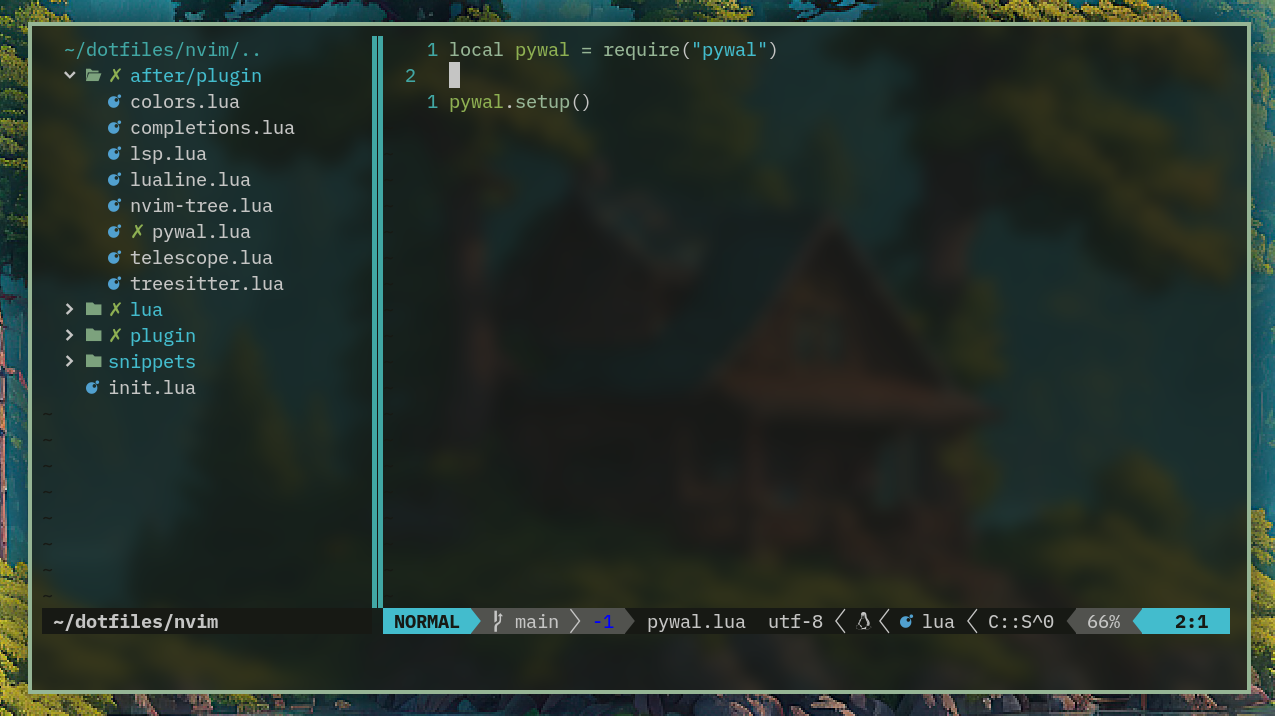 ~/dotfiles/nvim/..
✗ after/plugin
colors.lua
completions.lua
lsp.lua
lualine.lua
nvim-tree.lua
✗ pywal.lua
telescope.lua
treesitter.lua
✗ lua
✗ plugin
snippets
init.lua
~
~
~
~
~
~
~
~
1 local pywal = require("pywal")
2
1 pywal.setup()
~/dotfiles/nvim
NORMAL main -1 pywal.lua utf-8 lua C::S^0 66% 2:1